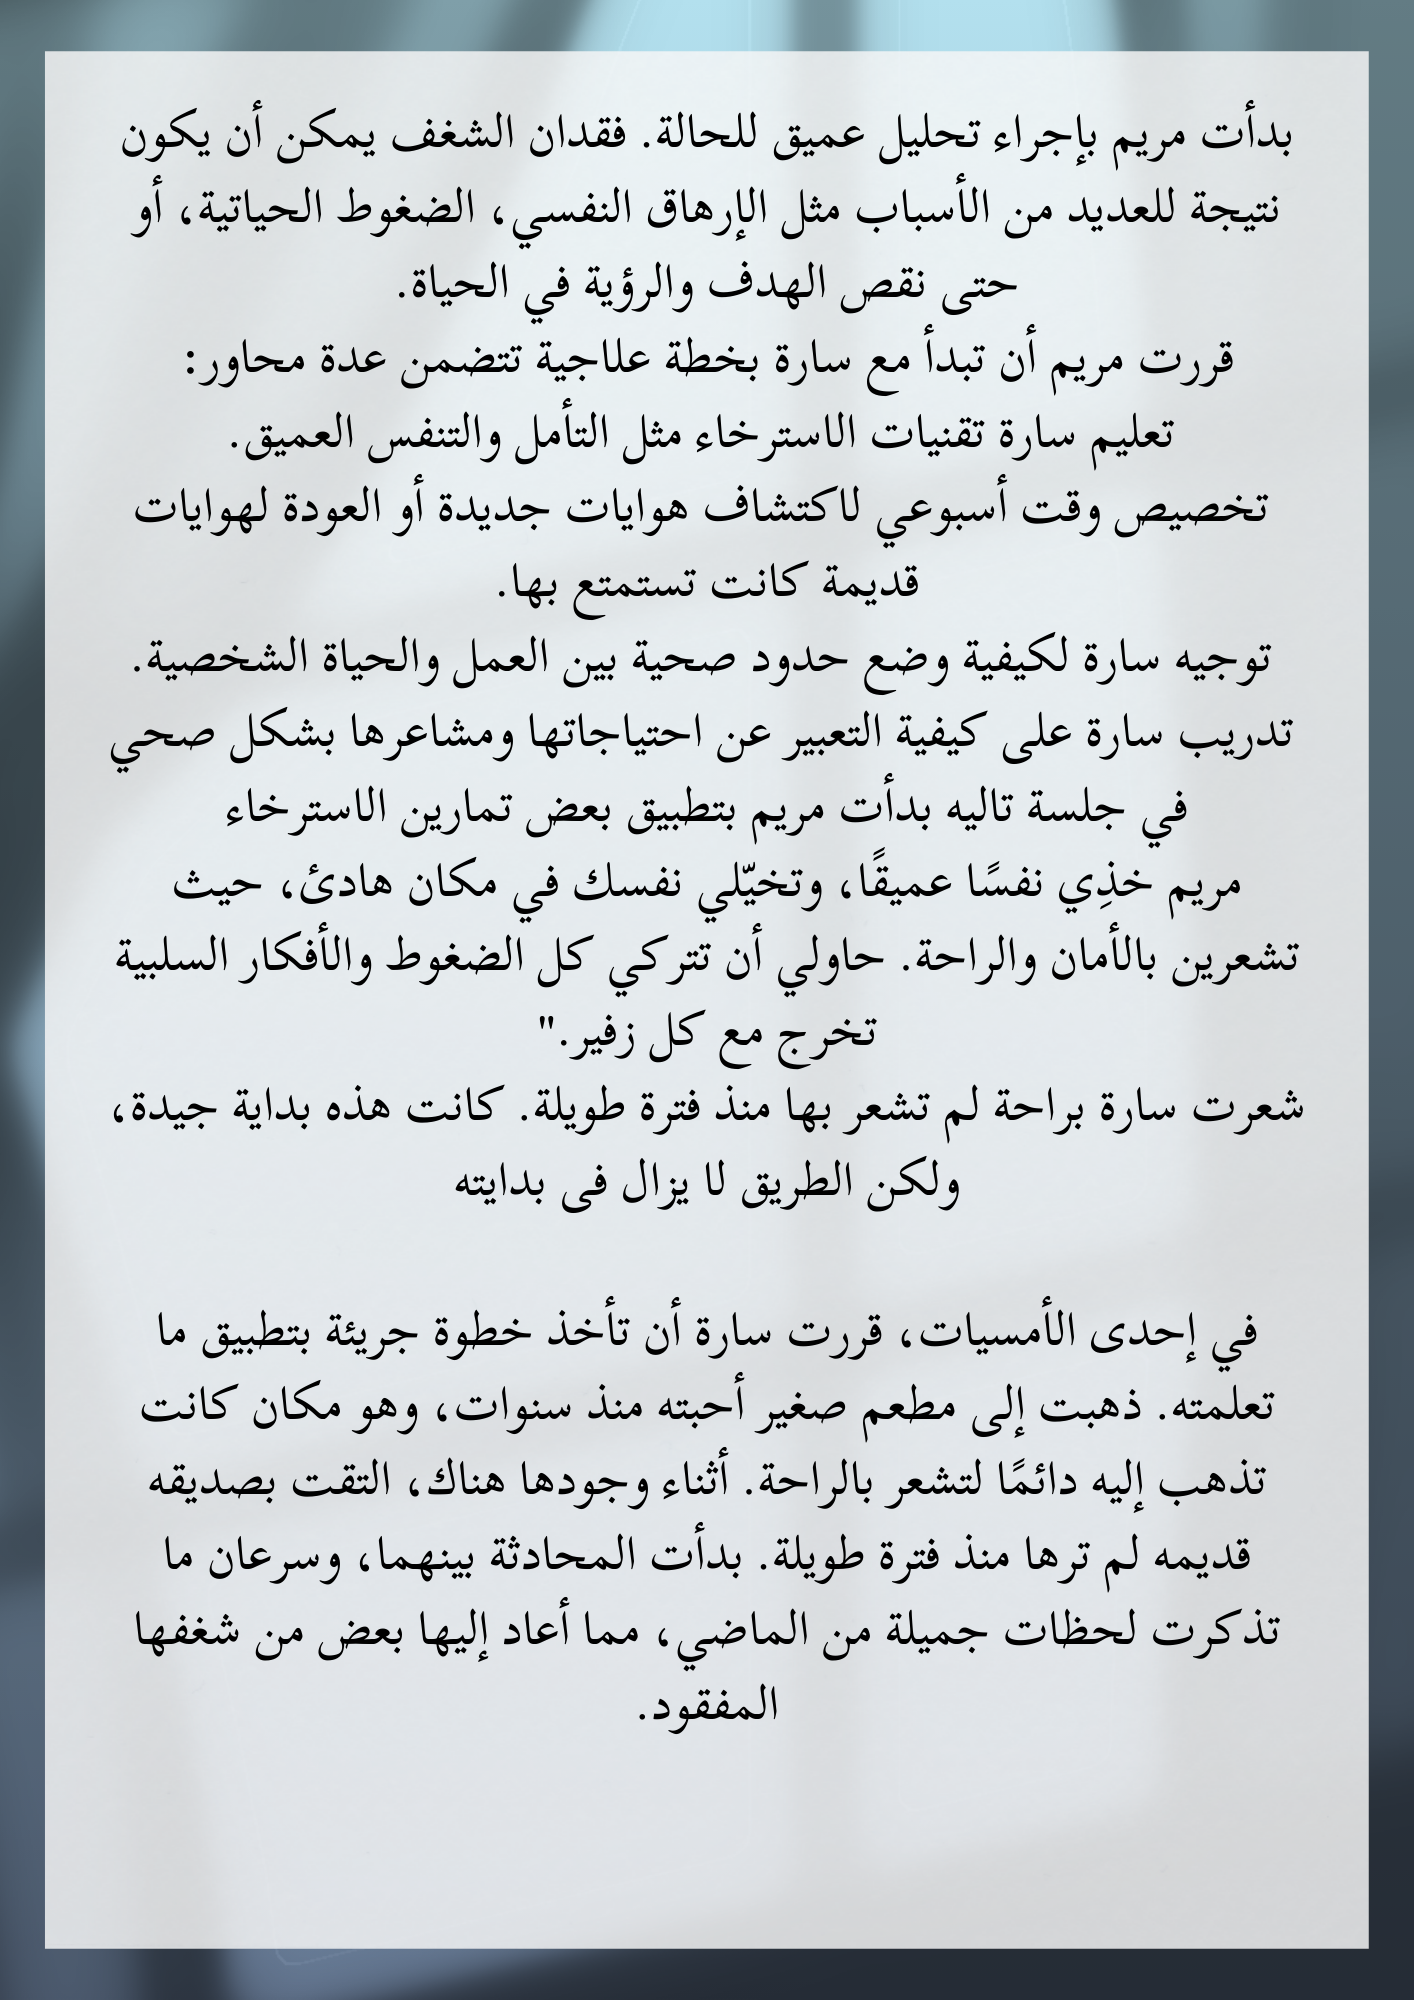 بدأت مريم بإجراء تحليل عميق للحالة. فقدان الشغف يمكن أن يكون
نتيجة للعديد من الأسباب مثل الإرهاق النفسي، الضغوط الحياتية، أو
حتى نقص الهدف والرؤية في الحياة.
قررت مريم أن تبدأ مع سارة بخطة علاجية تتضمن عدة محاور:
تعليم سارة تقنيات الاسترخاء مثل التأمل والتنفس العميق.
تخصيص وقت أسبوعي لاكتشاف هوايات جديدة أو العودة لهوايات
قديمة كانت تستمتع بها.
توجيه سارة لكيفية وضع حدود صحية بين العمل والحياة الشخصية.
تدريب سارة على كيفية التعبير عن احتياجاتها ومشاعرها بشكل صحي
في جلسة تاليه بدأت مريم بتطبيق بعض تمارين الاسترخاء
مريم خذِي نفسًا عميقًا، وتخيّلي نفسك في مكان هادئ، حيث
تشعرين بالأمان والراحة. حاولي أن تتركي كل الضغوط والأفكار السلبية
تخرج مع كل زفير."
شعرت سارة براحة لم تشعر بها منذ فترة طويلة. كانت هذه بداية جيدة،
ولكن الطريق لا يزال فى بدايته
في إحدى الأمسيات، قررت سارة أن تأخذ خطوة جريئة بتطبيق ما
تعلمته. ذهبت إلى مطعم صغير أحبته منذ سنوات، وهو مكان كانت
تذهب إليه دائمًا لتشعر بالراحة. أثناء وجودها هناك، التقت بصديقه
قديمه لم ترها منذ فترة طويلة. بدأت المحادثة بينهما، وسرعان ما
تذكرت لحظات جميلة من الماضي، مما أعاد إليها بعض من شغفها
المفقود.